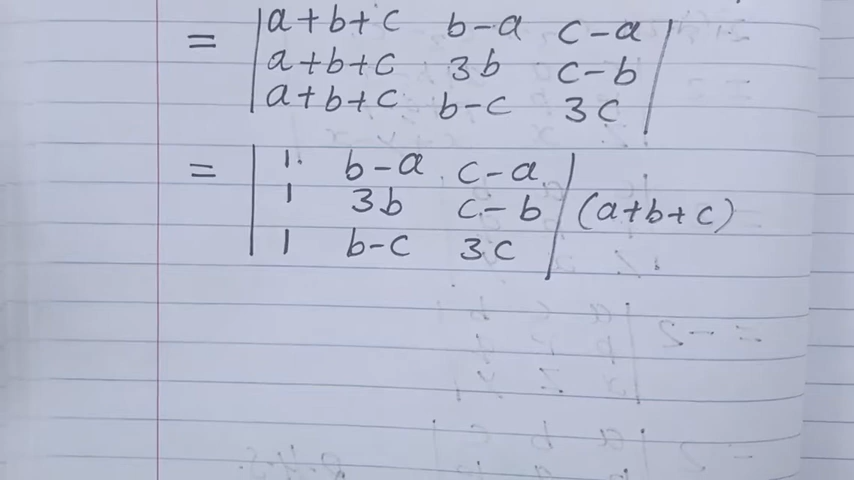 = | a+b+c b-a c-a |
| a+b+c 3b c-b |
| a+b+c b-c 3c |
= | 1 b-a c-a |
| 1 3b c-b | (a+b+c)
| 1 b-c 3c |